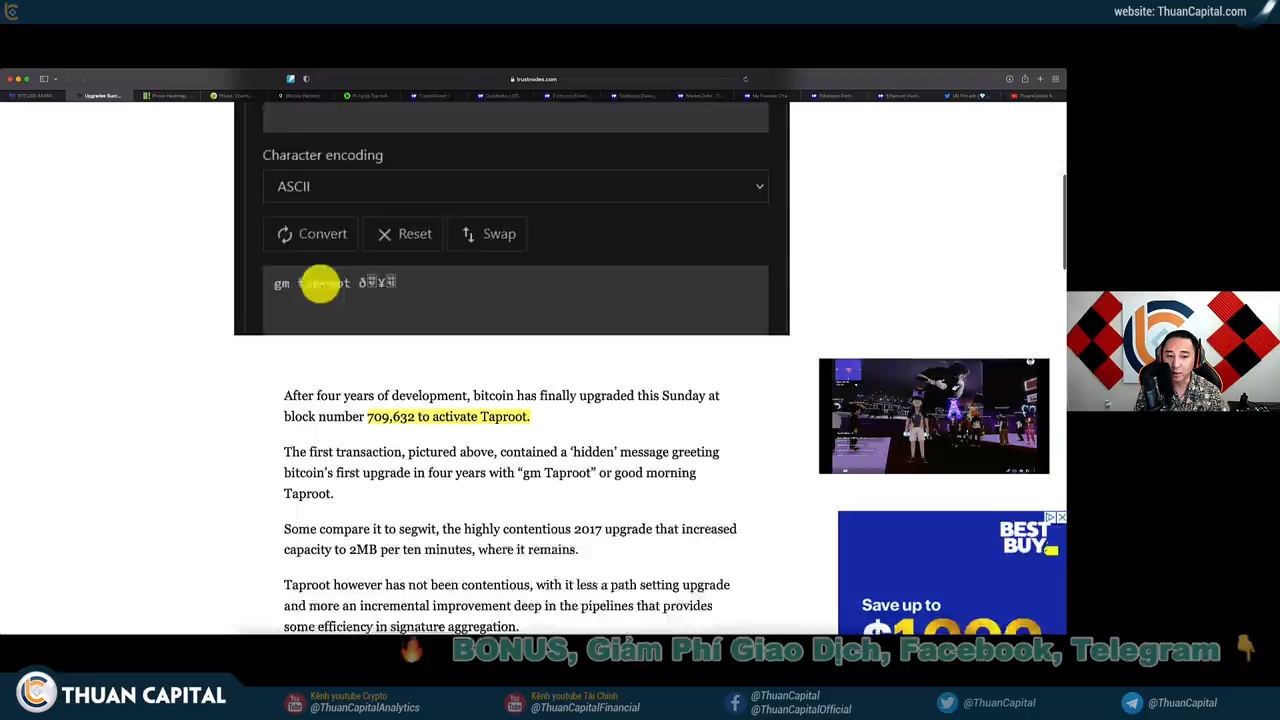 website: ThuanCapital.com
trustnodes.com
Character encoding
ASCII
Convert
Reset
Swap
gm
After four years of development, bitcoin has finally upgraded this Sunday at
block number 709,632 to activate Taproot.
The first transaction, pictured above, contained a ‘hidden’ message greeting
bitcoin’s first upgrade in four years with “gm Taproot” or good morning
Taproot.
Some compare it to segwit, the highly contentious 2017 upgrade that increased
capacity to 2MB per ten minutes, where it remains.
Taproot however has not been contentious, with it less a path setting upgrade
and more an incremental improvement deep in the pipelines that provides
some efficiency in signature aggregation.
BEST
BUY
Save up to
BONUS, Giảm Phí Giao Dịch, Facebook, Telegram
THUAN CAPITAL
Kênh youtube Crypto
@ThuanCapitalAnalytics
Kênh youtube Tài Chính
@ThuanCapitalFinancial
@ThuanCapital
@ThuanCapitalOfficial
@ThuanCapital
@ThuanCapital